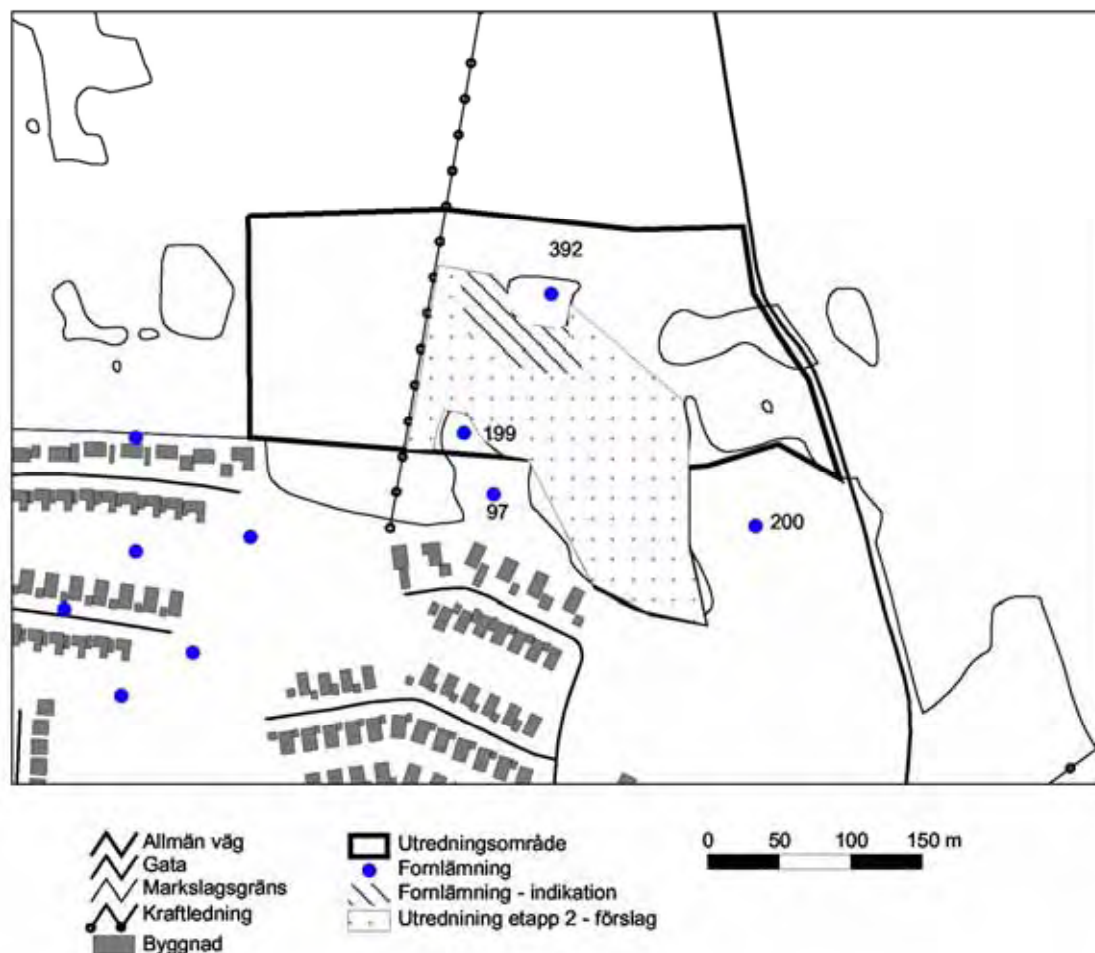 392
199
97
200
Allmän väg
Gata
Markslagsgräns
Kraftledning
Byggnad
Utredningsområde
Fornlämning
Fornlämning - indikation
Utrednining etapp 2 - förslag
0 50 100 150 m